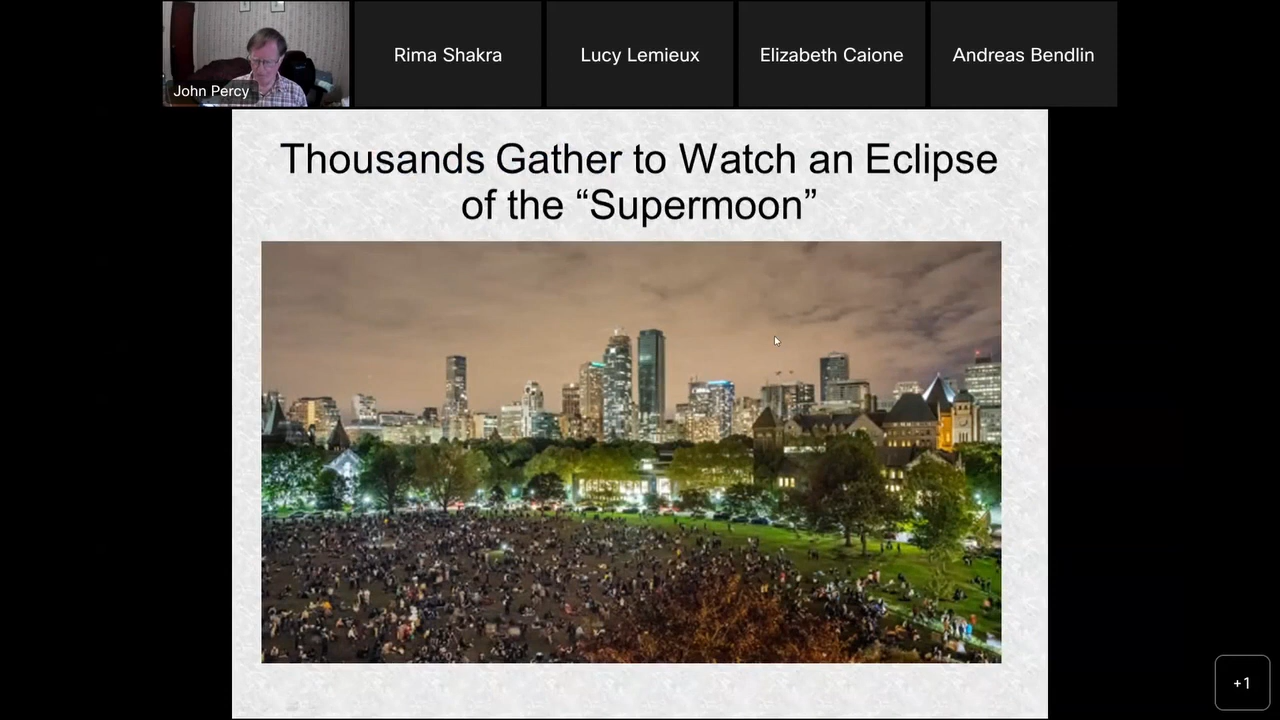 John Percy
Rima Shakra
Lucy Lemieux
Elizabeth Caione
Andreas Bendlin
Thousands Gather to Watch an Eclipse
of the “Supermoon”
+1